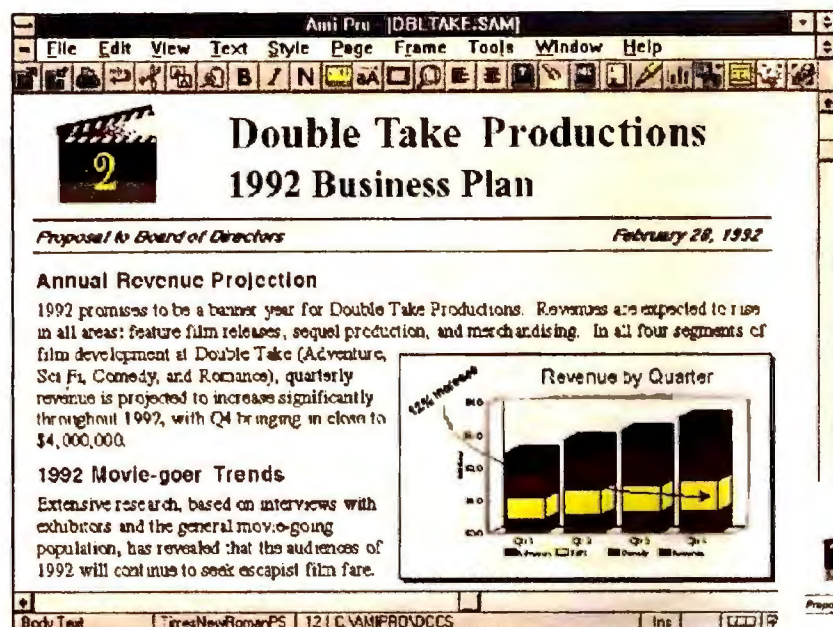 Ami Pro - [DBLTAKE.SAM]
File Edit View Text Style Page Frame Tools Window Help
B I N aA
2
Double Take Productions
1992 Business Plan
Proposal to Board of Directors February 28, 1992
Annual Revenue Projection
1992 promises to be a banner year for Double Take Productions. Revenues are expected to rise
in all areas: feature film releases, sequel production, and merchandising. In all four segments of
film development at Double Take (Adventure,
Sci Fi, Comedy, and Romance), quarterly
revenue is projected to increase significantly
throughout 1992, with Q4 bringing in close to
$4,000,000.
Revenue by Quarter
12% Increase
1992 Movie-goer Trends
Extensive research, based on interviews with
exhibitors and the general movie-going
population, has revealed that the audiences of
1992 will continue to seek escapist film fare.
Body Text TimesNewRomanPS 12 C:\AMIPRO\DOCS Ins